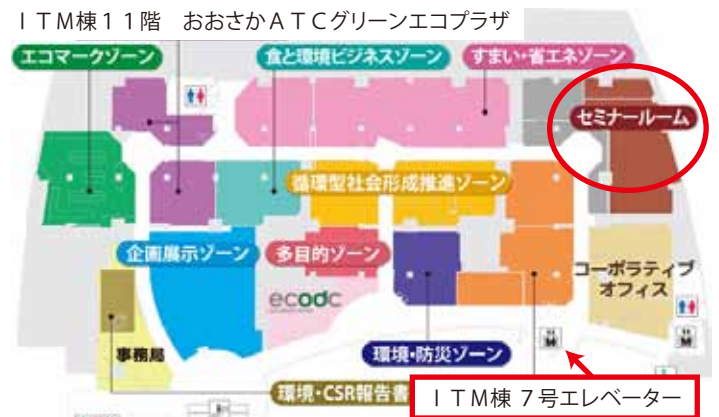 ＩＴＭ棟１１階　おおさかＡＴＣグリーンエコプラザ
エコマークゾーン
食と環境ビジネスゾーン
すまい・省エネゾーン
セミナールーム
循環型社会形成推進ゾーン
企画展示ゾーン
多目的ゾーン
コーポラティブ
オフィス
ecodc
事務局
環境・防災ゾーン
環境・CSR報告書
ＩＴＭ棟 ７号エレベーター